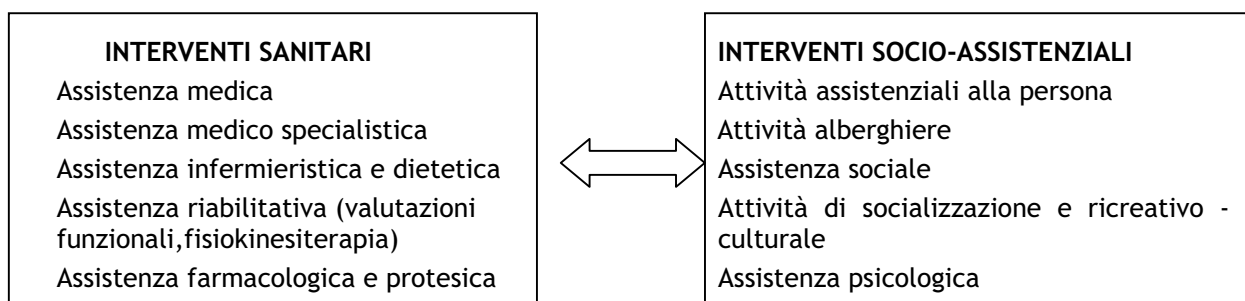 INTERVENTI SANITARI
Assistenza medica
Assistenza medico specialistica
Assistenza infermieristica e dietetica
Assistenza riabilitativa (valutazioni
funzionali,fisiokinesiterapia)
Assistenza farmacologica e protesica
INTERVENTI SOCIO-ASSISTENZIALI
Attività assistenziali alla persona
Attività alberghiere
Assistenza sociale
Attività di socializzazione e ricreativo -
culturale
Assistenza psicologica